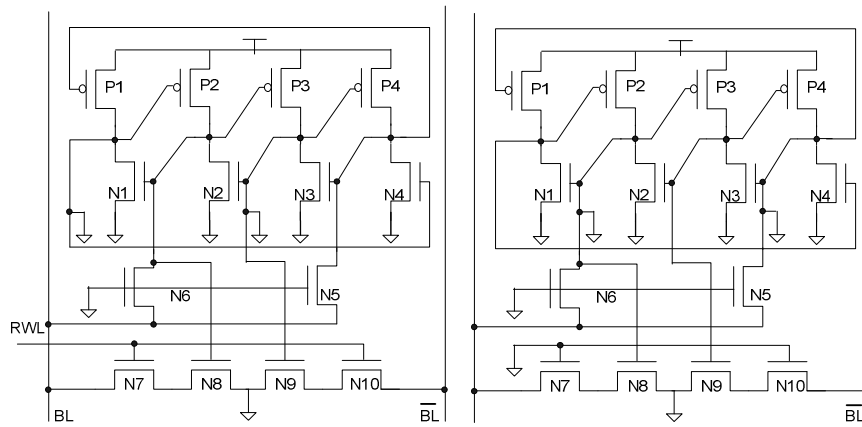 P1 P2 P3 P4 P1 P2 P3 P4
N1 N2 N3 N4 N1 N2 N3 N4
N6 N5 N6 N5
RWL
N7 N8 N9 N10 N7 N8 N9 N10
BL BL BL